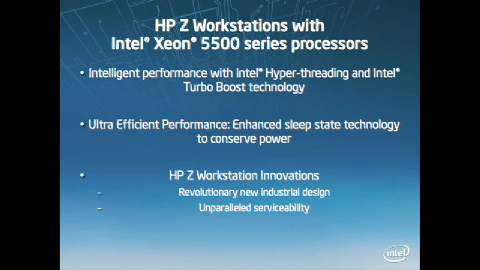 HP Z Workstations with
Intel® Xeon® 5500 series processors
• Intelligent performance with Intel® Hyper-threading and Intel®
Turbo Boost technology
• Ultra Efficient Performance: Enhanced sleep state technology
to conserve power
• HP Z Workstation Innovations
– Revolutionary new industrial design
– Unparalleled serviceability
intel